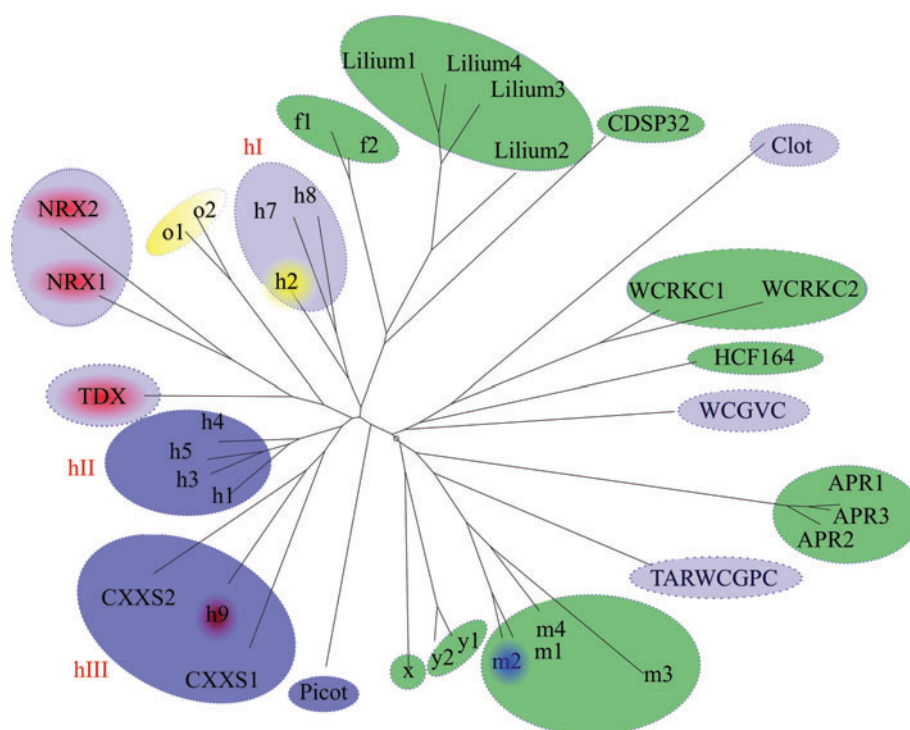 Lilium1
Lilium4
Lilium3
Lilium2
f1
f2
CDSP32
Clot
hI
h7
h8
h2
o1
o2
NRX2
NRX1
WCRKC1
WCRKC2
HCF164
WCGVC
TDX
h4
h5
h3
h1
hII
APR1
APR3
APR2
TARWCGPC
CXXS2
h9
CXXS1
hIII
Picot
x
y2
y1
m2
m4
m1
m3